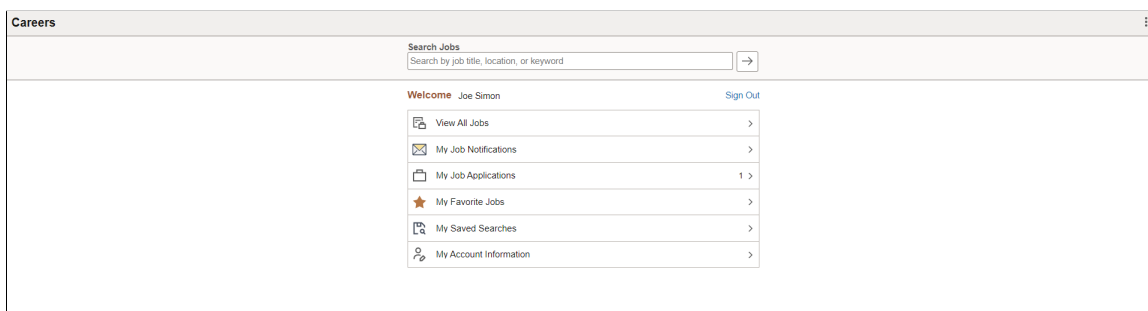 Careers
Search Jobs
Search by job title, location, or keyword
Welcome Joe Simon Sign Out
View All Jobs
My Job Notifications
My Job Applications 1
My Favorite Jobs
My Saved Searches
My Account Information